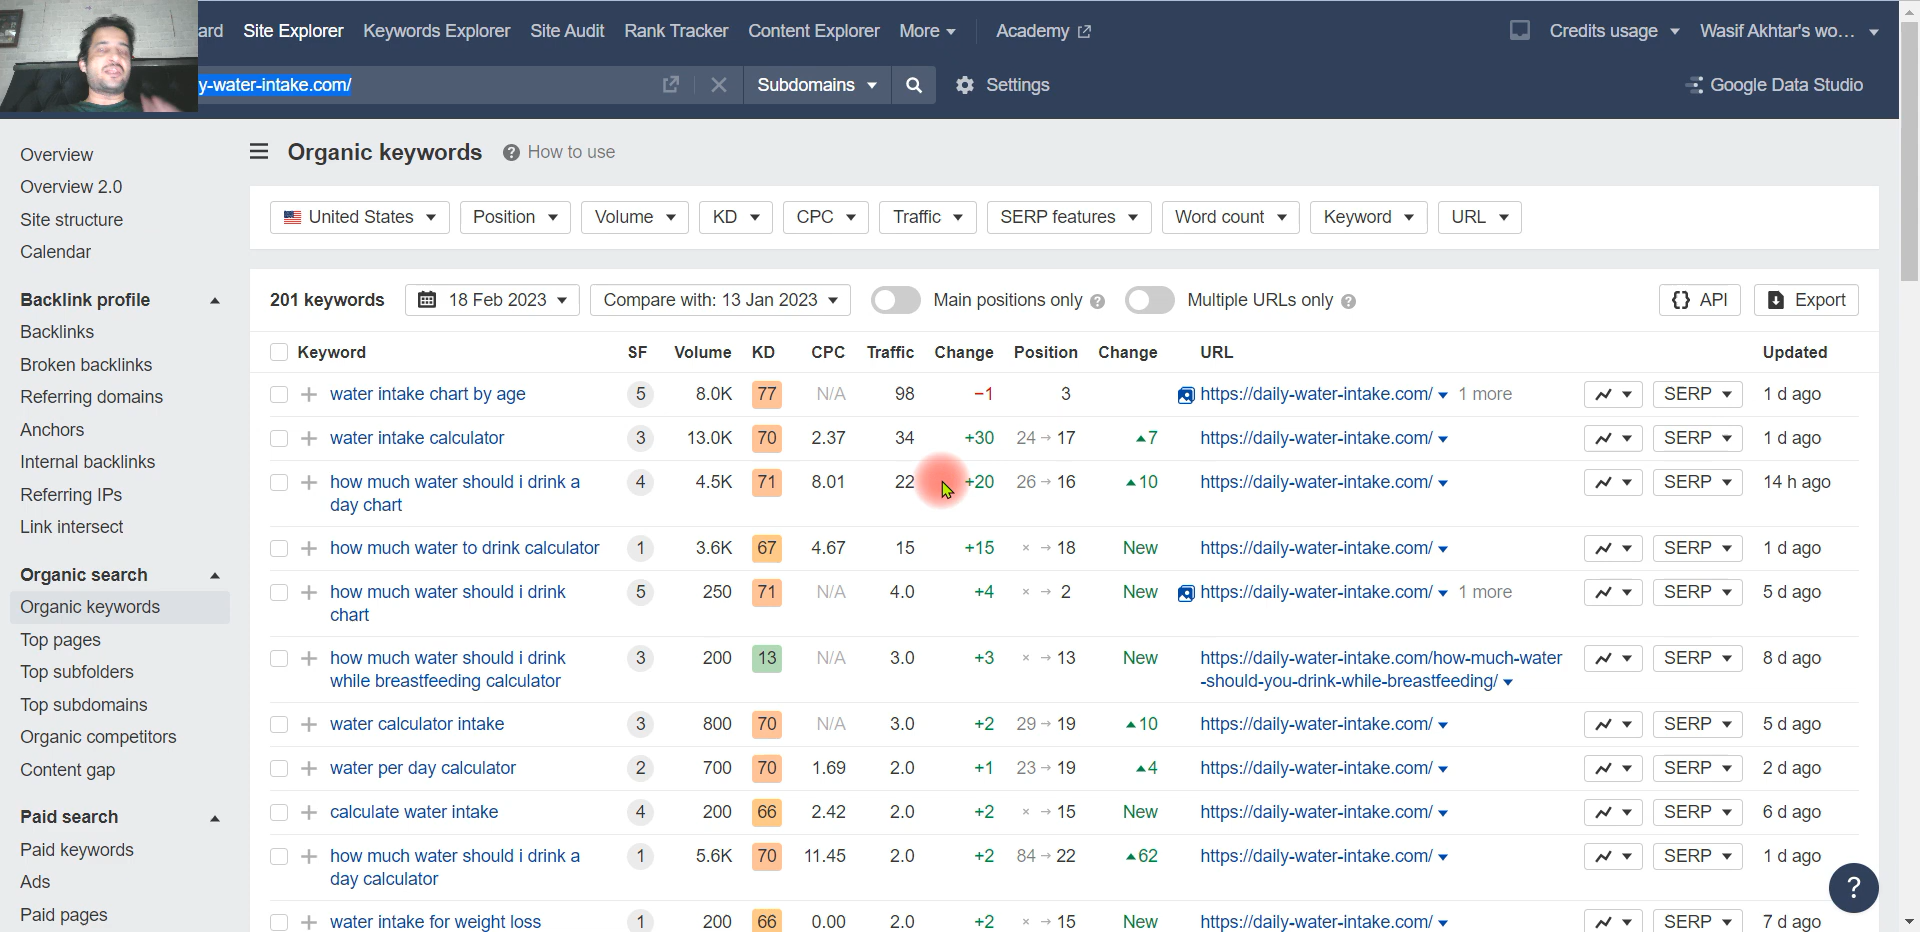 ard Site Explorer Keywords Explorer Site Audit Rank Tracker Content Explorer More Academy Credits usage Wasif Akhtar's wo...
y-water-intake.com/ Subdomains Settings Google Data Studio
Overview
Overview 2.0
Site structure
Calendar
Backlink profile
Backlinks
Broken backlinks
Referring domains
Anchors
Internal backlinks
Referring IPs
Link intersect
Organic search
Organic keywords
Top pages
Top subfolders
Top subdomains
Organic competitors
Content gap
Paid search
Paid keywords
Ads
Paid pages
Organic keywords ? How to use
United States Position Volume KD CPC Traffic SERP features Word count Keyword URL
201 keywords 18 Feb 2023 Compare with: 13 Jan 2023 Main positions only ? Multiple URLs only ? {} API Export
Keyword SF Volume KD CPC Traffic Change Position Change URL Updated
water intake chart by age 5 8.0K 77 N/A 98 −1 3 https://daily-water-intake.com/ 1 more SERP 1 d ago
water intake calculator 3 13.0K 70 2.37 34 +30 24 → 17 ▲7 https://daily-water-intake.com/ SERP 1 d ago
how much water should i drink a 4 4.5K 71 8.01 22 +20 26 → 16 ▲10 https://daily-water-intake.com/ SERP 14 h ago
day chart
how much water to drink calculator 1 3.6K 67 4.67 15 +15 × → 18 New https://daily-water-intake.com/ SERP 1 d ago
how much water should i drink 5 250 71 N/A 4.0 +4 × → 2 New https://daily-water-intake.com/ 1 more SERP 5 d ago
chart
how much water should i drink 3 200 13 N/A 3.0 +3 × → 13 New https://daily-water-intake.com/how-much-water SERP 8 d ago
while breastfeeding calculator -should-you-drink-while-breastfeeding/
water calculator intake 3 800 70 N/A 3.0 +2 29 → 19 ▲10 https://daily-water-intake.com/ SERP 5 d ago
water per day calculator 2 700 70 1.69 2.0 +1 23 → 19 ▲4 https://daily-water-intake.com/ SERP 2 d ago
calculate water intake 4 200 66 2.42 2.0 +2 × → 15 New https://daily-water-intake.com/ SERP 6 d ago
how much water should i drink a 1 5.6K 70 11.45 2.0 +2 84 → 22 ▲62 https://daily-water-intake.com/ SERP 1 d ago
day calculator
water intake for weight loss 1 200 66 0.00 2.0 +2 × → 15 New https://daily-water-intake.com/ SERP 7 d ago
?